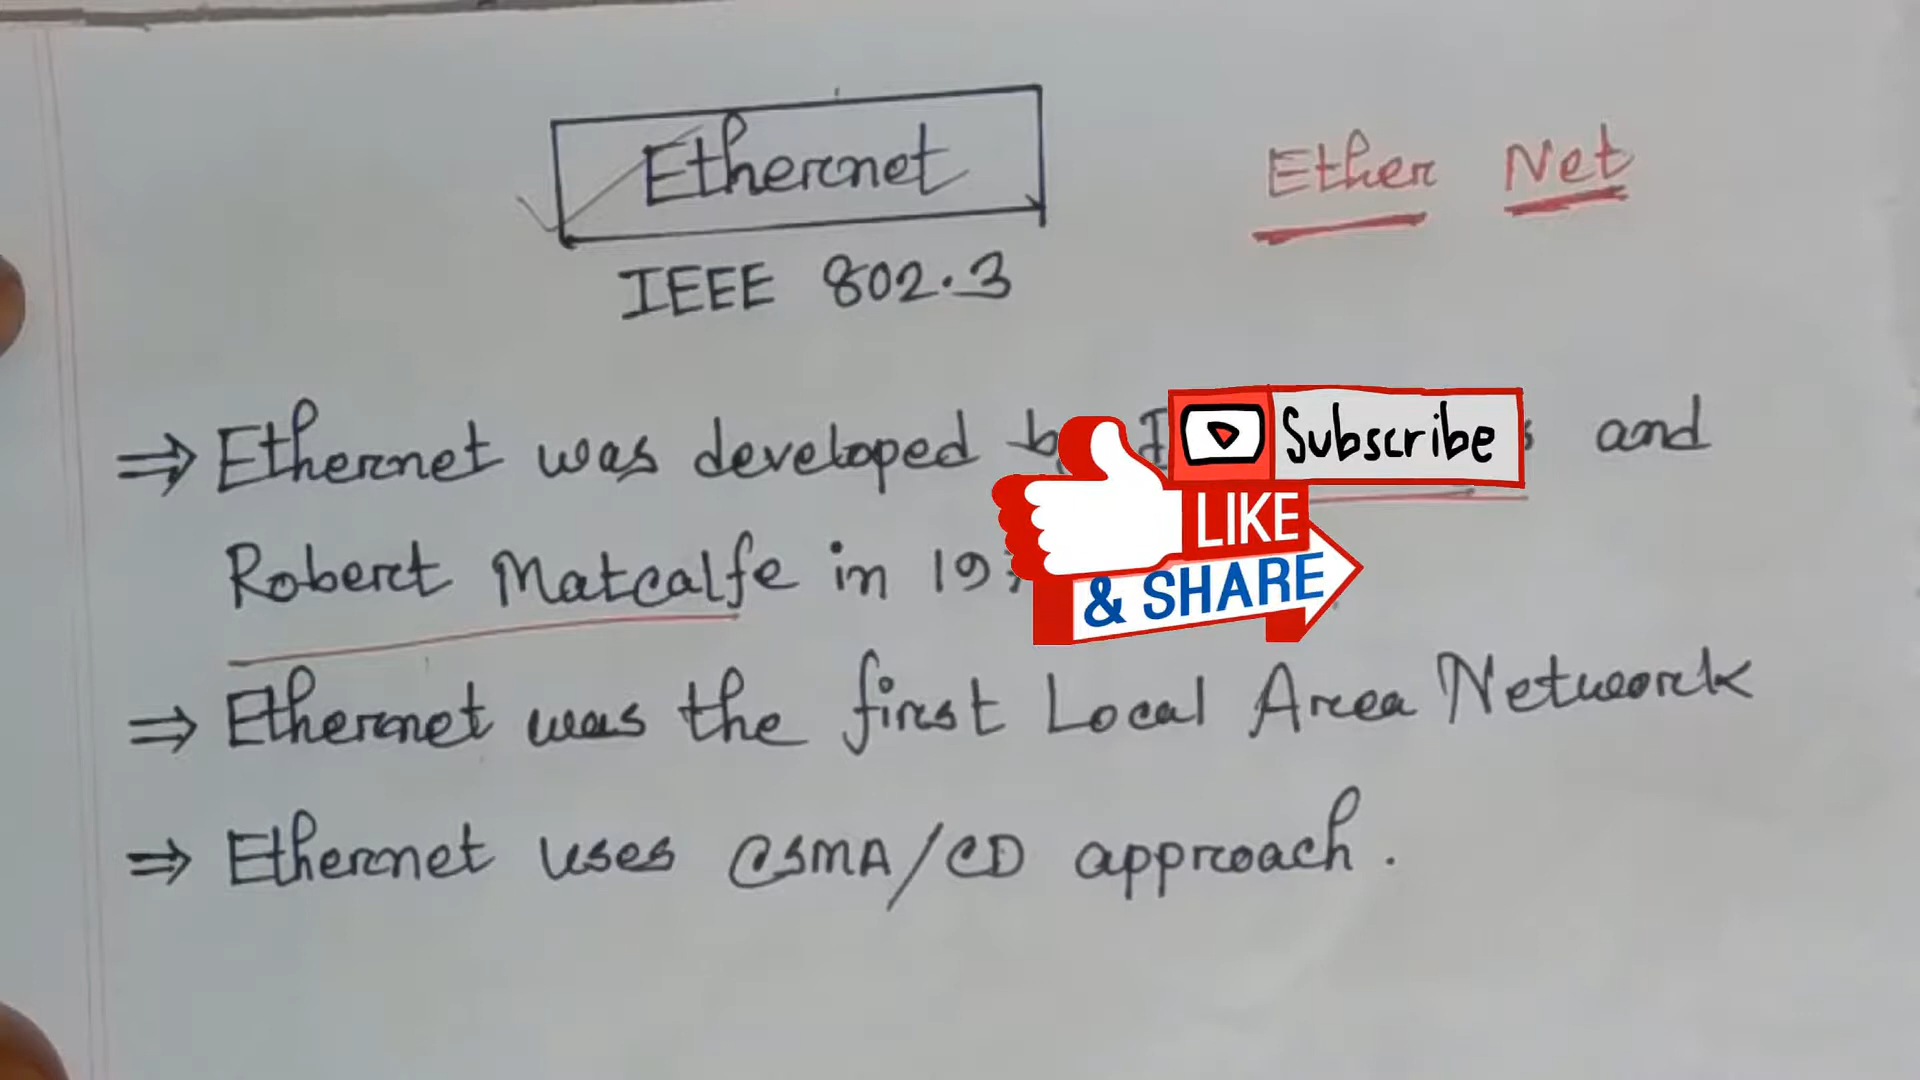 Ethernet
Ether Net
IEEE 802.3
⇒ Ethernet was developed and
Subscribe
LIKE
& SHARE
Robert Matcalfe in
⇒ Ethernet was the first Local Area Network
⇒ Ethernet uses CSMA/CD approach.